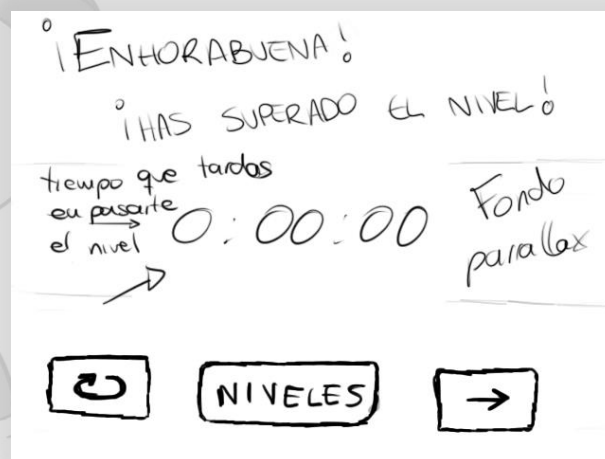 ¡ENHORABUENA!
¡HAS SUPERADO EL NIVEL!
tiempo que tardas
en pasarte
el nivel
0:00:00
Fondo
parallax
NIVELES